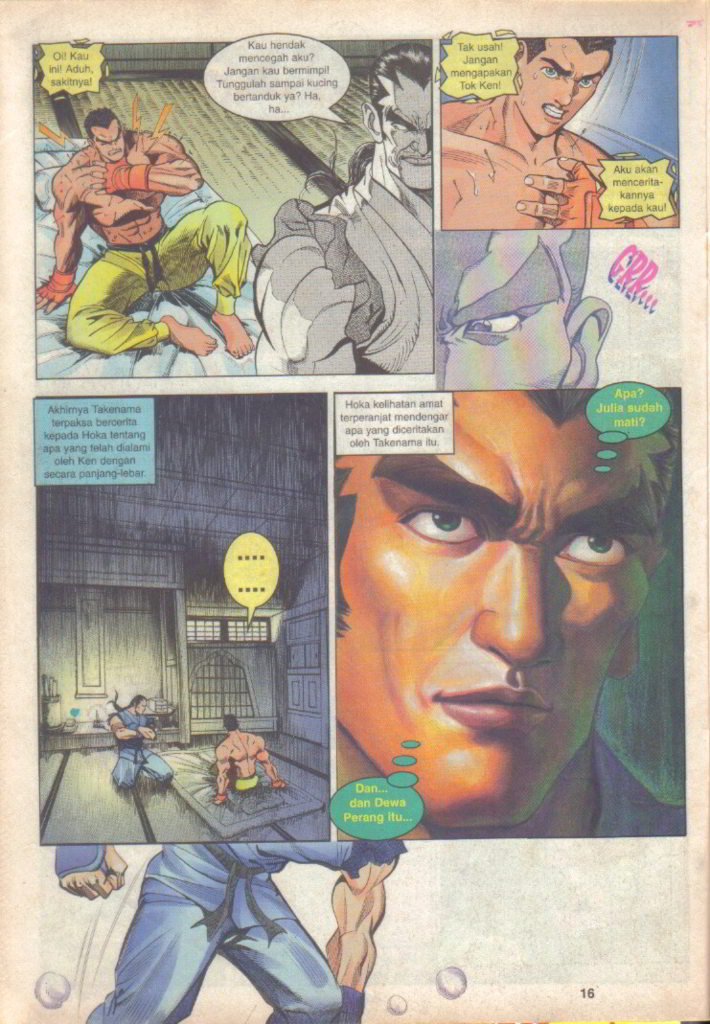 Oi! Kau
ini! Aduh,
sakitnya!
Kau hendak
mencegah aku?
Jangan kau bermimpi!
Tunggulah sampai kucing
bertanduk ya? Ha,
ha...
Tak usah!
Jangan
mengapakan
Tok Ken!
Aku akan
mencerita-
kannya
kepada kau!
GRR...
Akhirnya Takenama
terpaksa bercerita
kepada Hoka tentang
apa yang telah dialami
oleh Ken dengan
secara panjang-lebar.
....
....
Hoka kelihatan amat
terperanjat mendengar
apa yang diceritakan
oleh Takenama itu.
Apa?
Julia sudah
mati?
Dan...
dan Dewa
Perang itu...
16